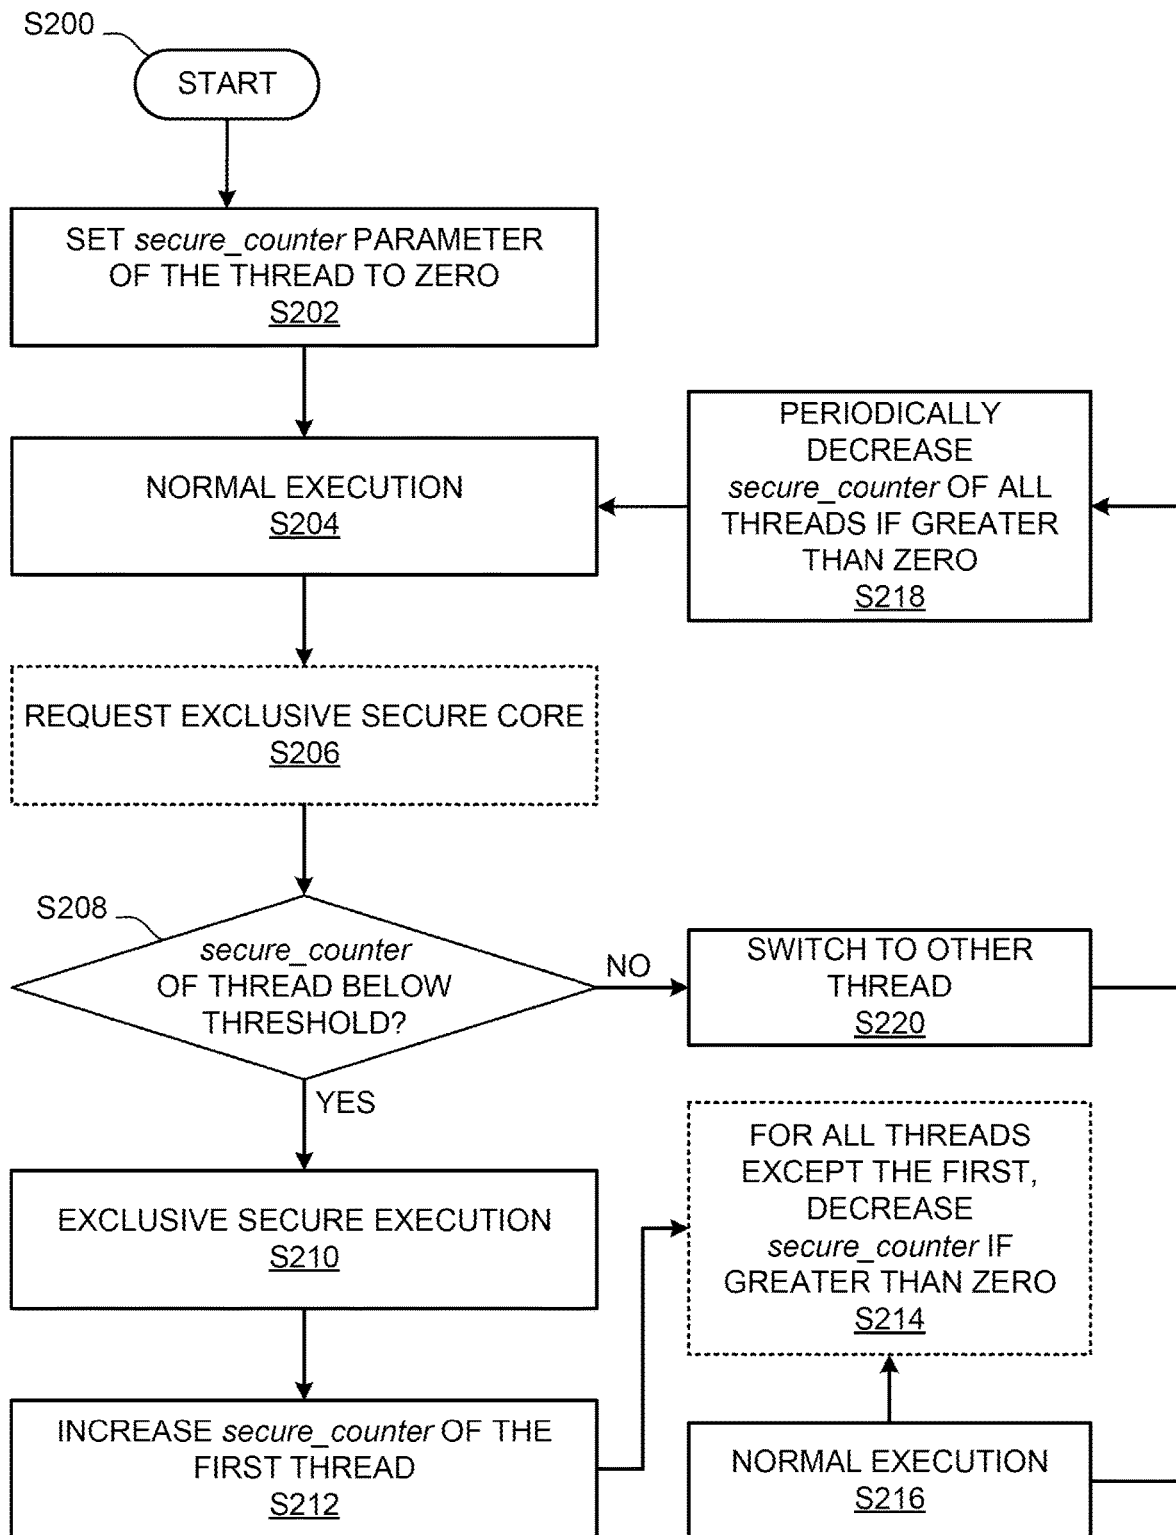 S200
START
SET secure_counter PARAMETER
OF THE THREAD TO ZERO
S202
NORMAL EXECUTION
S204
PERIODICALLY
DECREASE
secure_counter OF ALL
THREADS IF GREATER
THAN ZERO
S218
REQUEST EXCLUSIVE SECURE CORE
S206
S208
secure_counter
OF THREAD BELOW
THRESHOLD?
NO
SWITCH TO OTHER
THREAD
S220
YES
EXCLUSIVE SECURE EXECUTION
S210
FOR ALL THREADS
EXCEPT THE FIRST,
DECREASE
secure_counter IF
GREATER THAN ZERO
S214
INCREASE secure_counter OF THE
FIRST THREAD
S212
NORMAL EXECUTION
S216